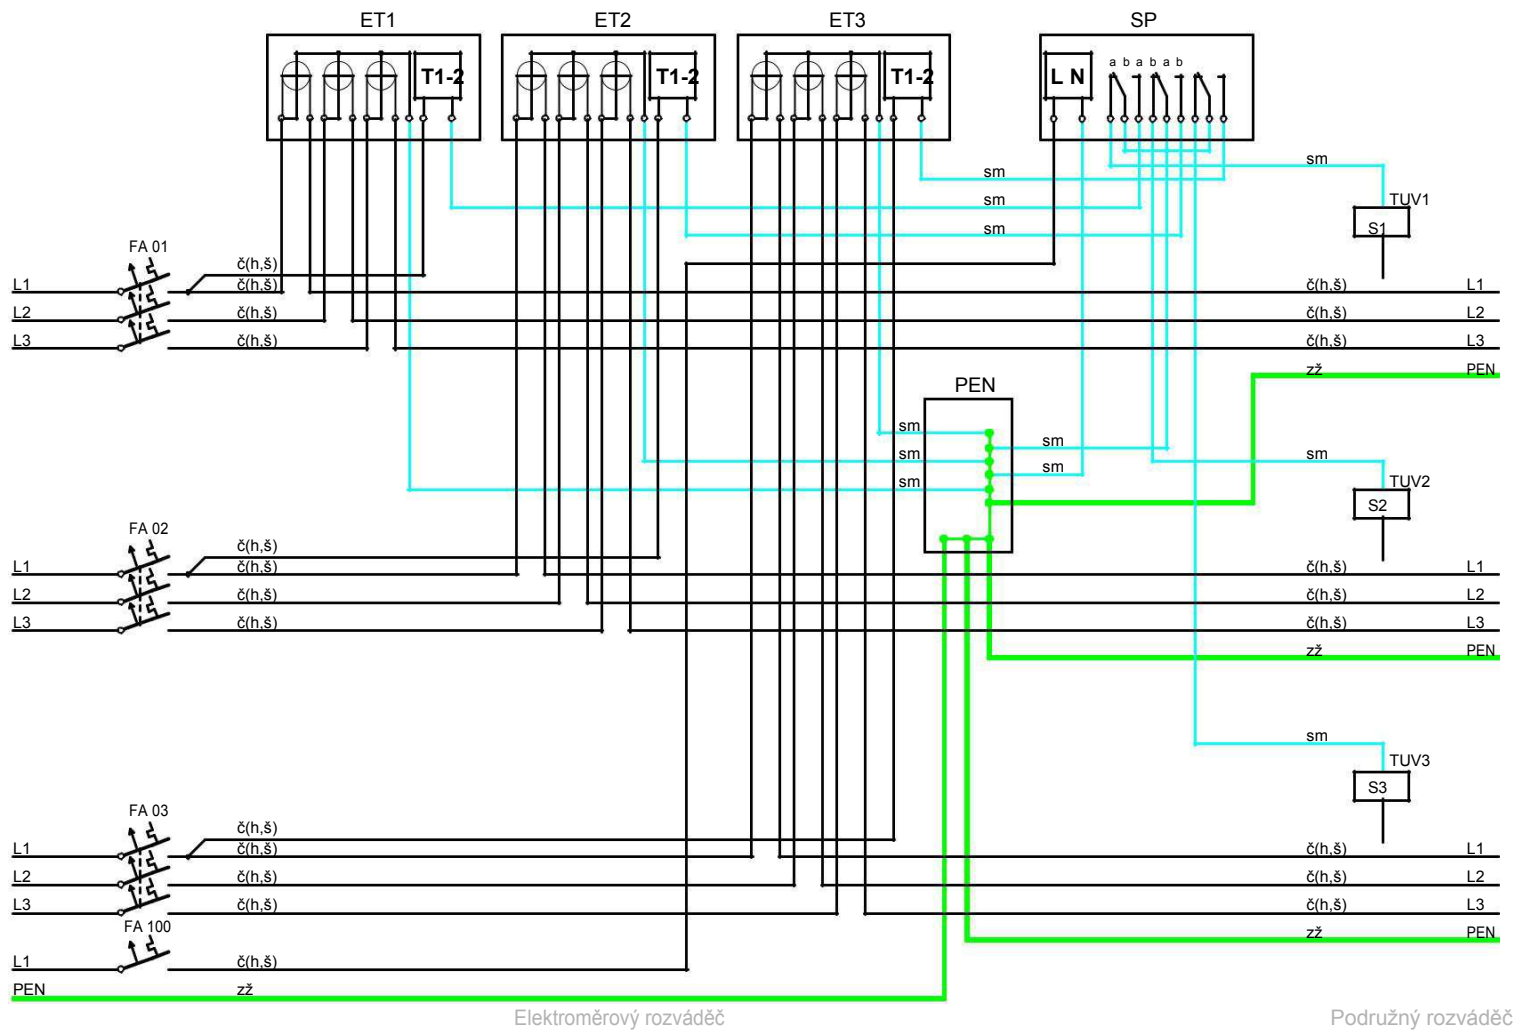 ET1 ET2 ET3 SP
T1-2 T1-2 T1-2 L N a b a b a b
sm sm
sm TUV1
sm S1
FA 01
č(h,š)
L1 č(h,š) č(h,š) L1
L2 č(h,š) č(h,š) L2
L3 č(h,š) č(h,š) L3
zž PEN
PEN
sm
sm
sm sm
sm
sm TUV2
S2
FA 02
č(h,š)
L1 č(h,š) č(h,š) L1
L2 č(h,š) č(h,š) L2
L3 č(h,š) č(h,š) L3
zž PEN
sm
TUV3
S3
FA 03
č(h,š)
L1 č(h,š) č(h,š) L1
L2 č(h,š) č(h,š) L2
L3 č(h,š) č(h,š) L3
FA 100
zž PEN
L1 č(h,š)
PEN zž
Elektroměrový rozváděč Podružný rozváděč